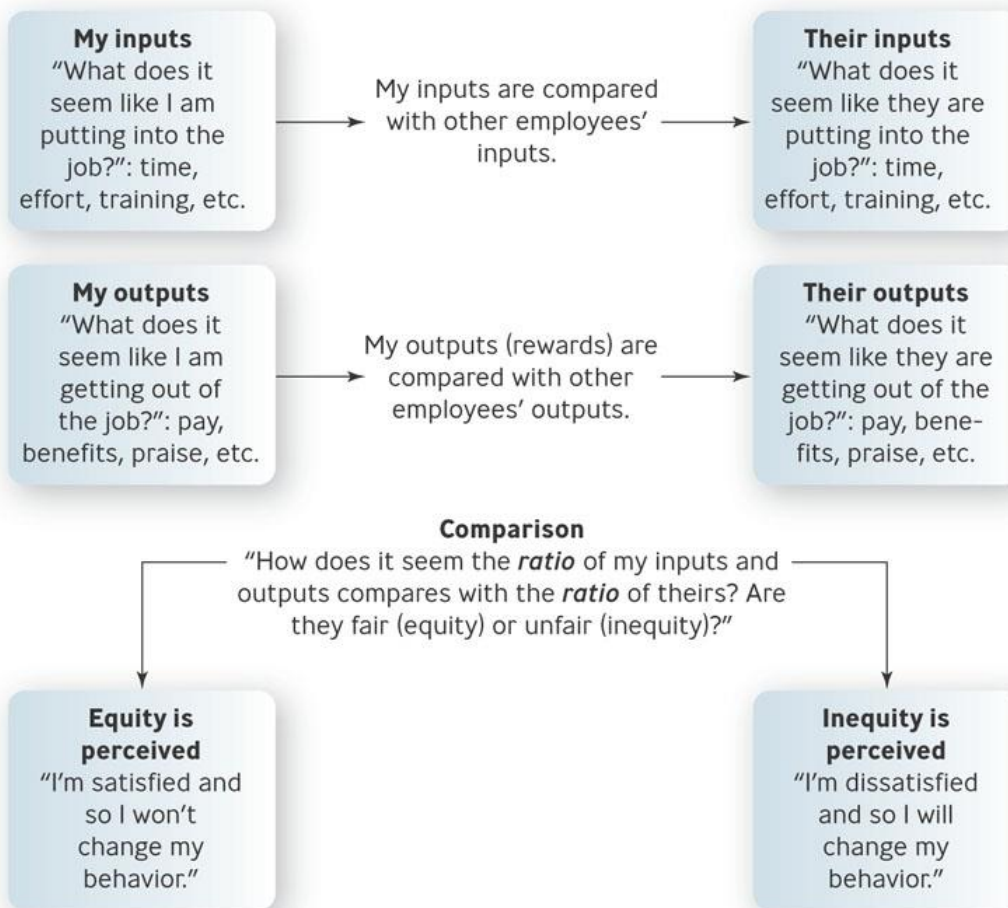 My inputs
“What does it
seem like I am
putting into the
job?”: time,
effort, training, etc.
My inputs are compared
with other employees’
inputs.
Their inputs
“What does it
seem like they are
putting into the
job?”: time,
effort, training, etc.
My outputs
“What does it
seem like I am
getting out of
the job?”: pay,
benefits, praise, etc.
My outputs (rewards) are
compared with other
employees’ outputs.
Their outputs
“What does it
seem like they are
getting out of the
job?”: pay, bene-
fits, praise, etc.
Comparison
“How does it seem the ratio of my inputs and
outputs compares with the ratio of theirs? Are
they fair (equity) or unfair (inequity)?”
Equity is
perceived
“I’m satisfied and
so I won’t
change my
behavior.”
Inequity is
perceived
“I’m dissatisfied
and so I will
change my
behavior.”